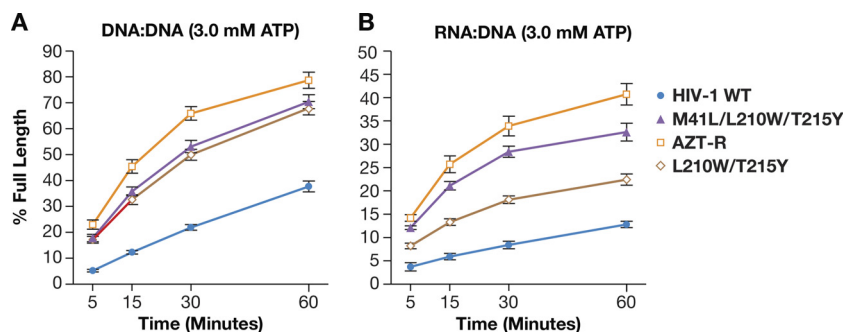 A
DNA:DNA (3.0 mM ATP)
90
80
70
60
50
40
30
20
10
0
% Full Length
5 15 30 60
Time (Minutes)
B
RNA:DNA (3.0 mM ATP)
50
45
40
35
30
25
20
15
10
5
0
5 15 30 60
Time (Minutes)
HIV-1 WT
M41L/L210W/T215Y
AZT-R
L210W/T215Y